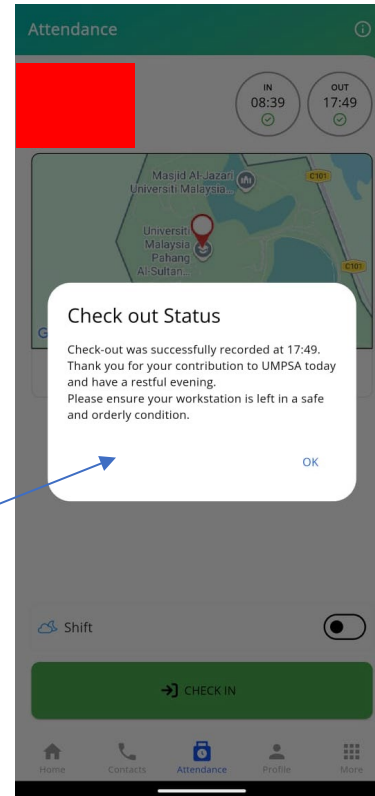 Attendance
IN
08:39
OUT
17:49
Masjid Al-Jazari
Universiti Malaysia...
C101
Universiti
Malaysia
Pahang
Al-Sultan...
C101
G
Check out Status
Check-out was successfully recorded at 17:49.
Thank you for your contribution to UMPSA today
and have a restful evening.
Please ensure your workstation is left in a safe
and orderly condition.
OK
Shift
CHECK IN
Home
Contacts
Attendance
Profile
More